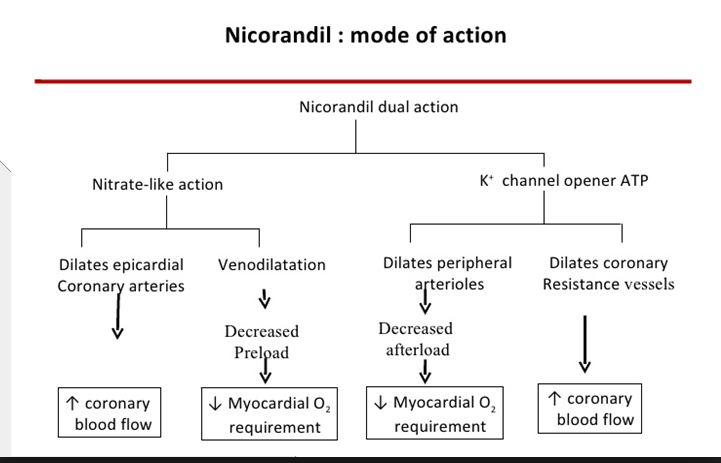 Nicorandil : mode of action
Nicorandil dual action
Nitrate-like action
K⁺ channel opener ATP
Dilates epicardial
Coronary arteries
Venodilatation
Dilates peripheral
arterioles
Dilates coronary
Resistance vessels
Decreased
Preload
Decreased
afterload
↑ coronary
blood flow
↓ Myocardial O₂
requirement
↓ Myocardial O₂
requirement
↑ coronary
blood flow